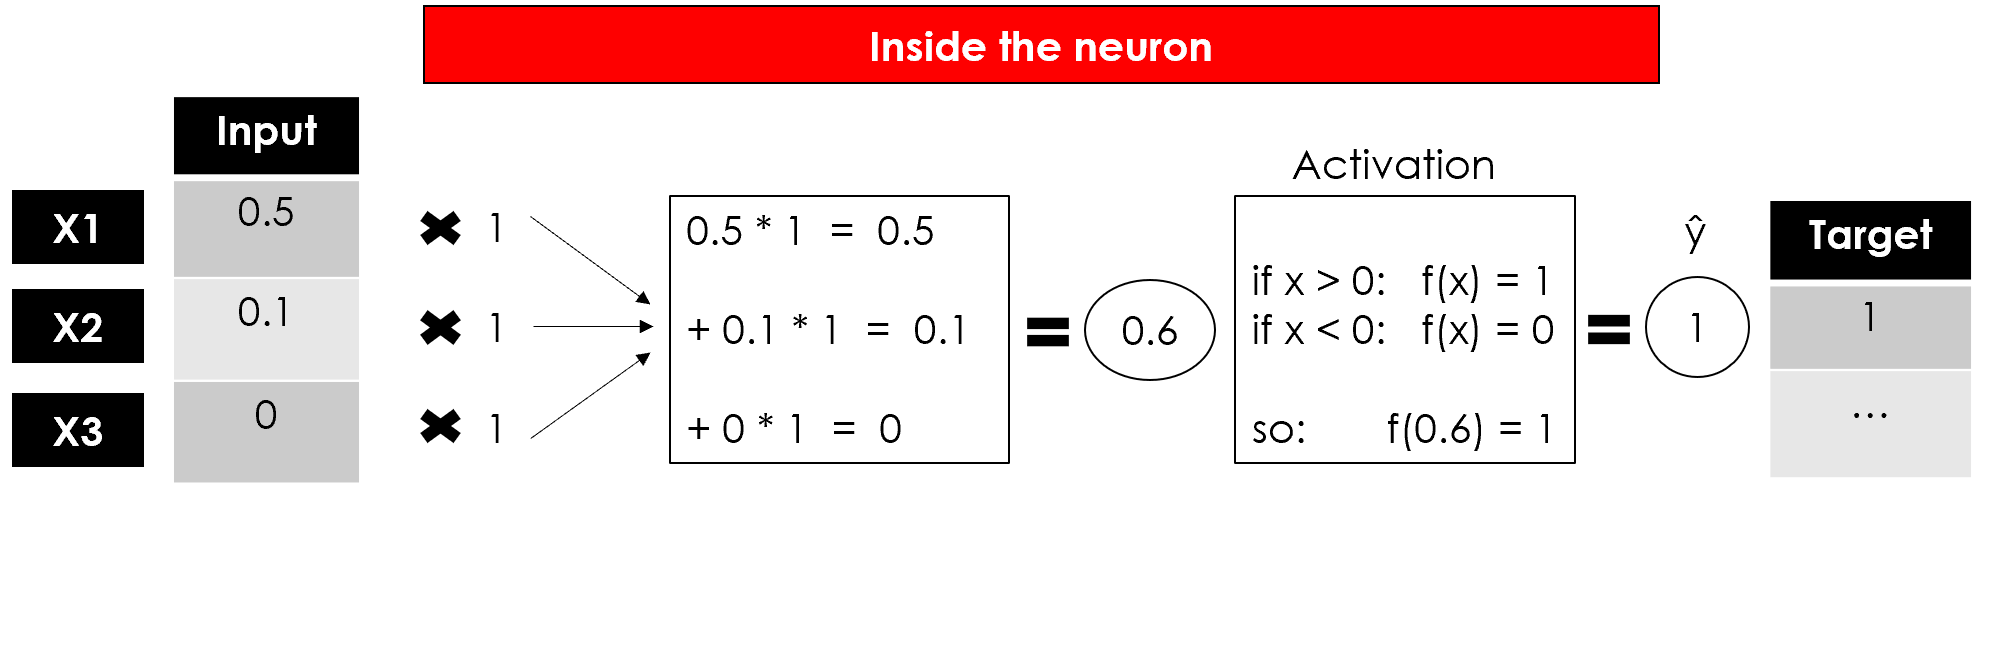 Inside the neuron
Input
X1
0.5
X2
0.1
X3
0
✖ 1
✖ 1
✖ 1
0.5 * 1 = 0.5
+ 0.1 * 1 = 0.1
+ 0 * 1 = 0
=
0.6
Activation
if x > 0: f(x) = 1
if x < 0: f(x) = 0
so: f(0.6) = 1
=
ŷ
1
Target
1
...